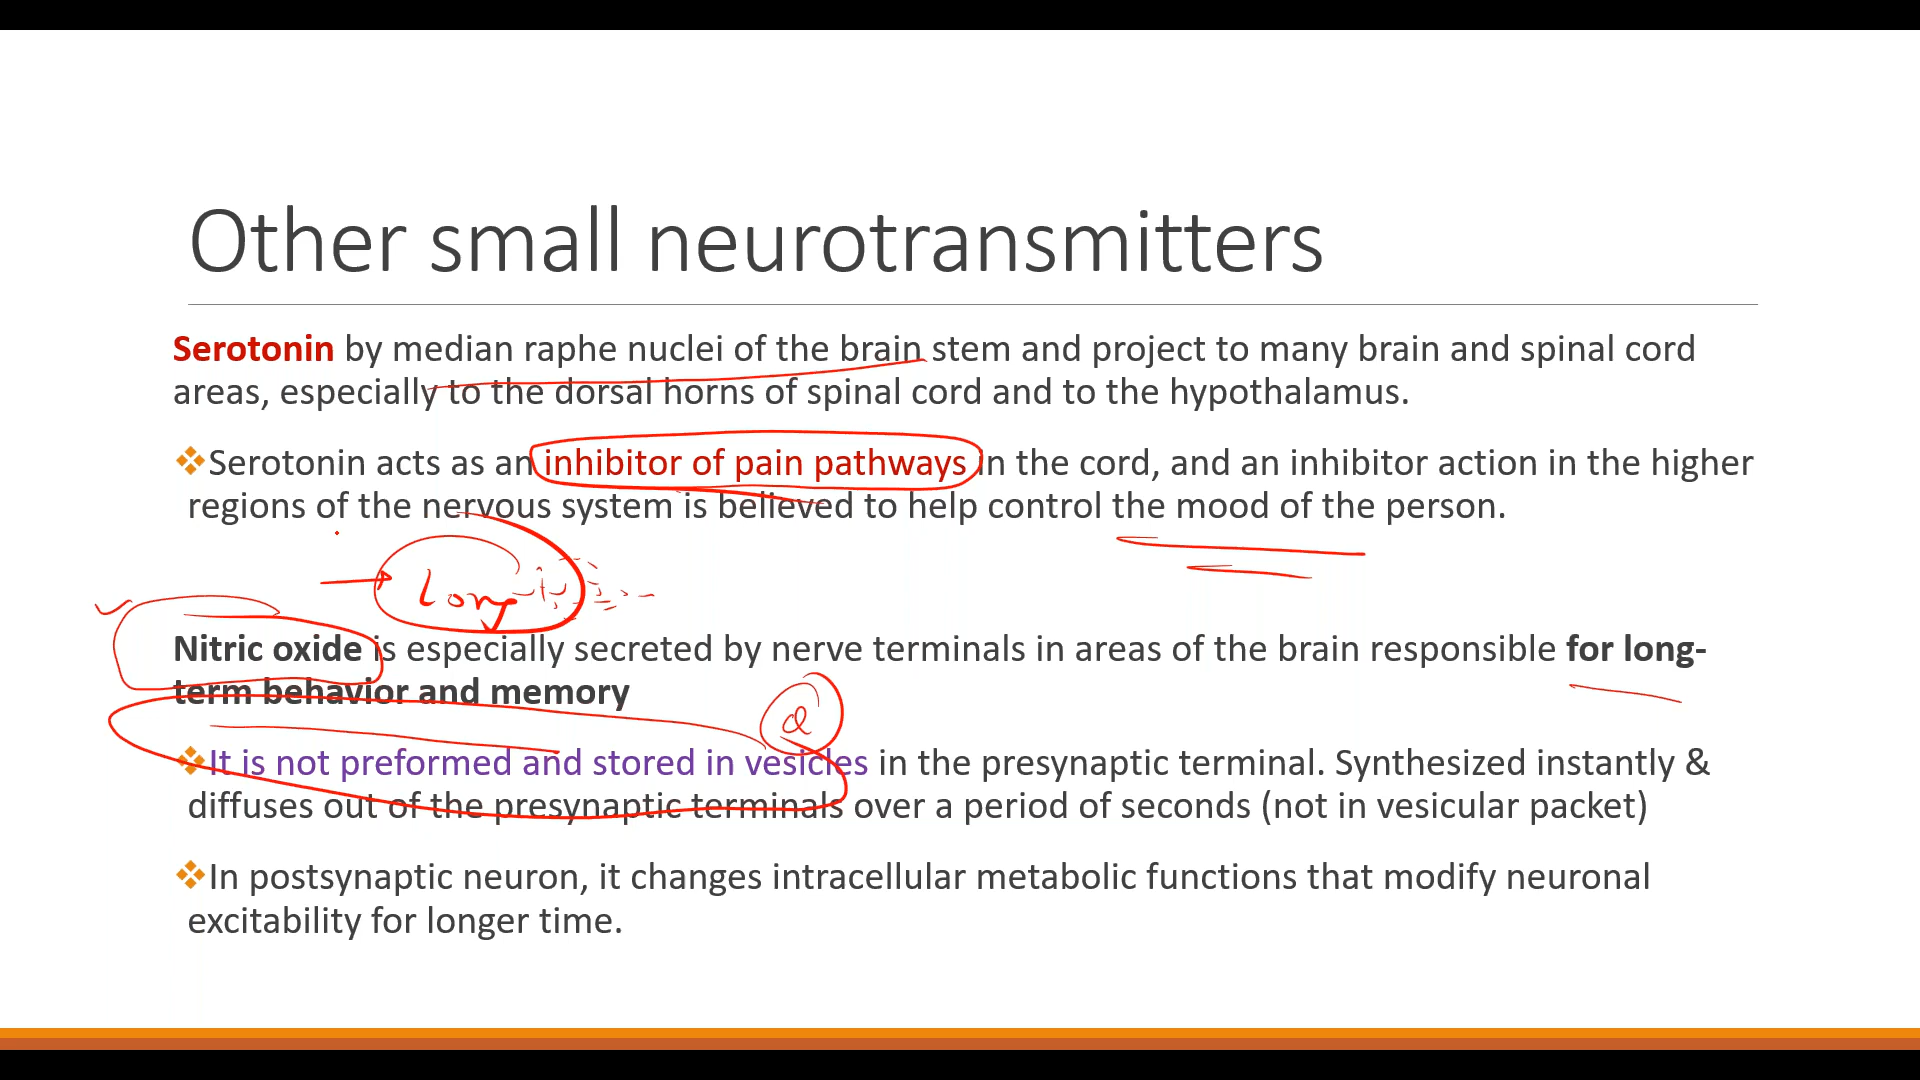 Other small neurotransmitters
Serotonin by median raphe nuclei of the brain stem and project to many brain and spinal cord
areas, especially to the dorsal horns of spinal cord and to the hypothalamus.
❖Serotonin acts as an inhibitor of pain pathways in the cord, and an inhibitor action in the higher
regions of the nervous system is believed to help control the mood of the person.
Long
Nitric oxide is especially secreted by nerve terminals in areas of the brain responsible for long-
term behavior and memory
❖It is not preformed and stored in vesicles in the presynaptic terminal. Synthesized instantly &
diffuses out of the presynaptic terminals over a period of seconds (not in vesicular packet)
❖In postsynaptic neuron, it changes intracellular metabolic functions that modify neuronal
excitability for longer time.